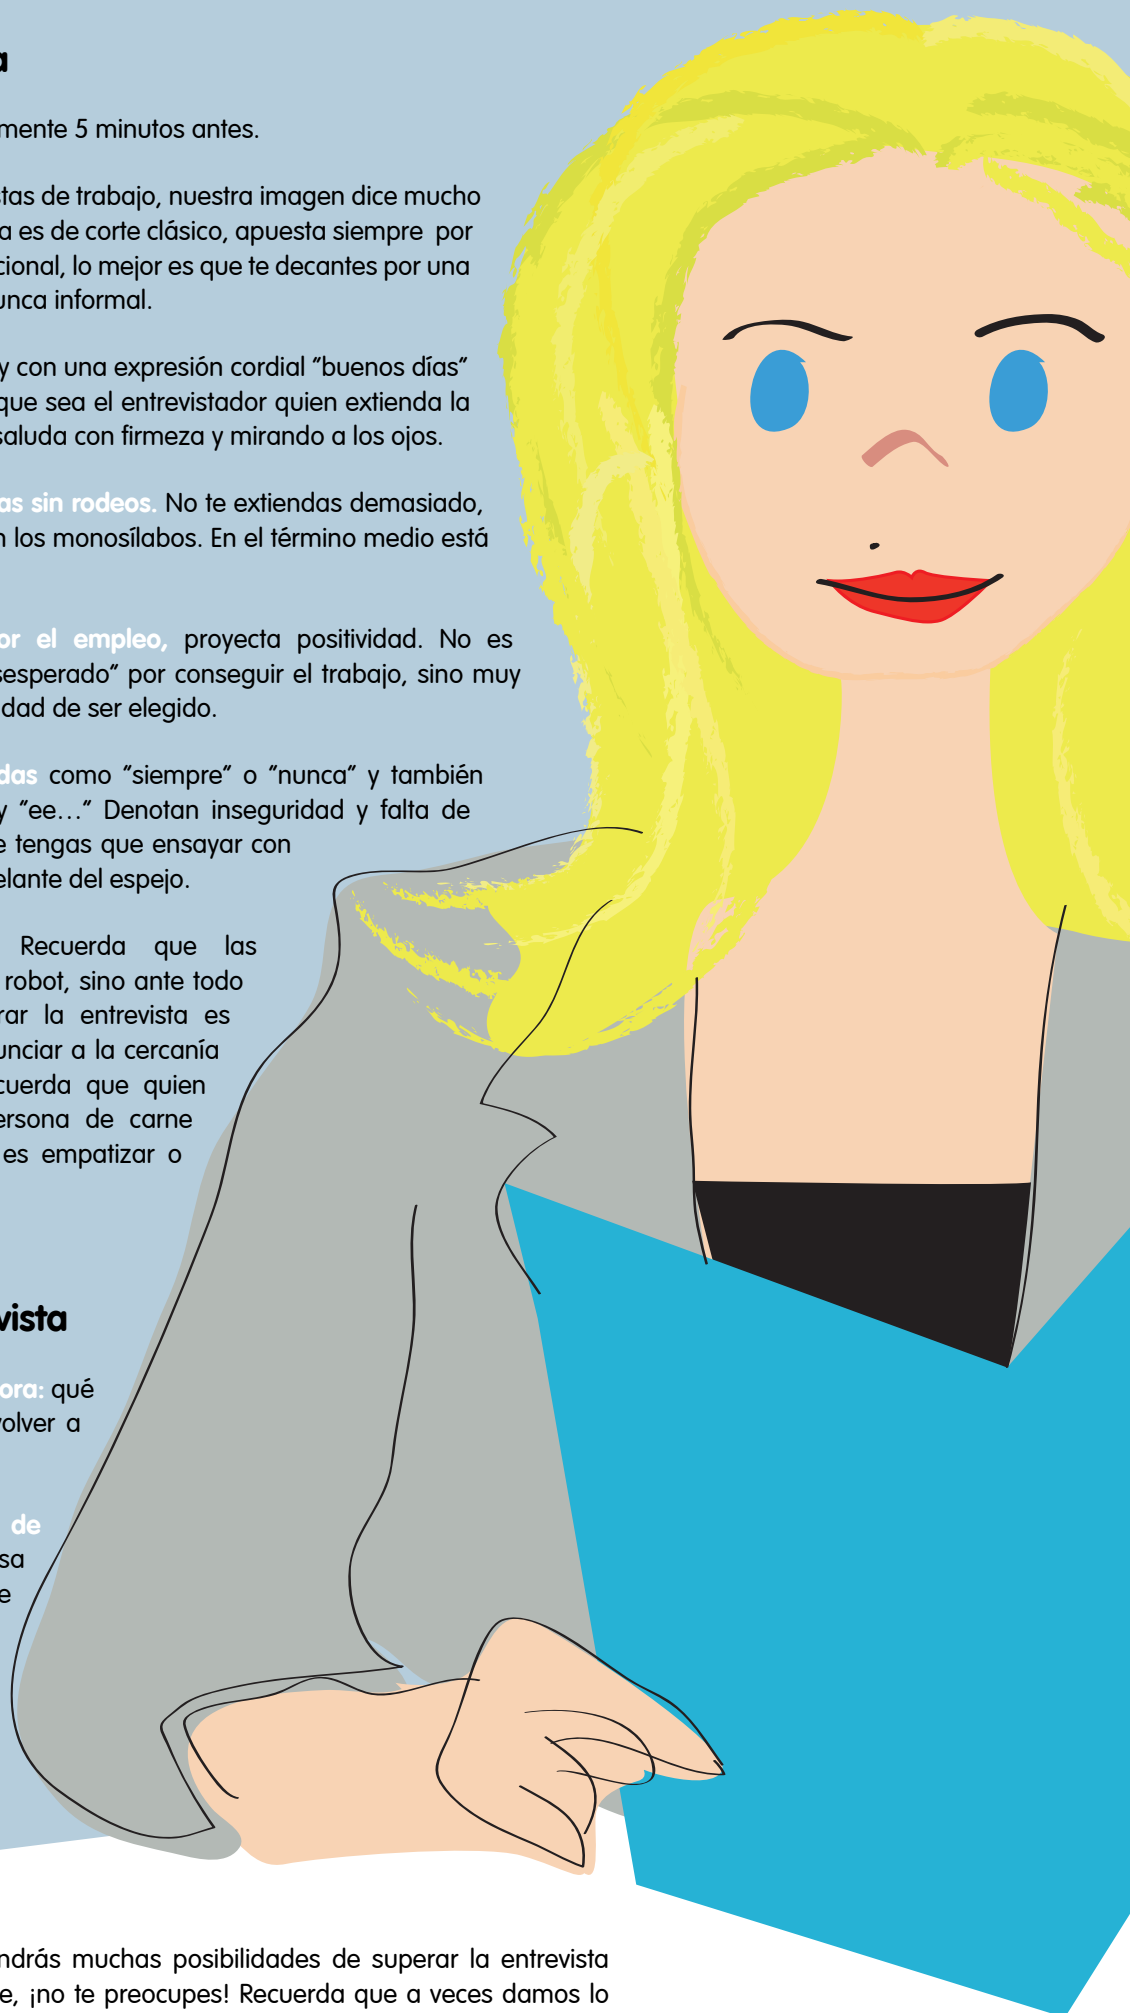 a
mente 5 minutos antes.
stas de trabajo, nuestra imagen dice mucho
a es de corte clásico, apuesta siempre por
cional, lo mejor es que te decantes por una
unca informal.
y con una expresión cordial "buenos días"
que sea el entrevistador quien extienda la
saluda con firmeza y mirando a los ojos.
as sin rodeos. No te extiendas demasiado,
n los monosílabos. En el término medio está
or el empleo, proyecta positividad. No es
sesperado" por conseguir el trabajo, sino muy
dad de ser elegido.
das como "siempre" o "nunca" y también
y "ee…" Denotan inseguridad y falta de
e tengas que ensayar con
elante del espejo.
Recuerda que las
robot, sino ante todo
rar la entrevista es
unciar a la cercanía
cuerda que quien
ersona de carne
es empatizar o
vista
ora: qué
volver a
de
sa
e
ndrás muchas posibilidades de superar la entrevista
e, ¡no te preocupes! Recuerda que a veces damos lo